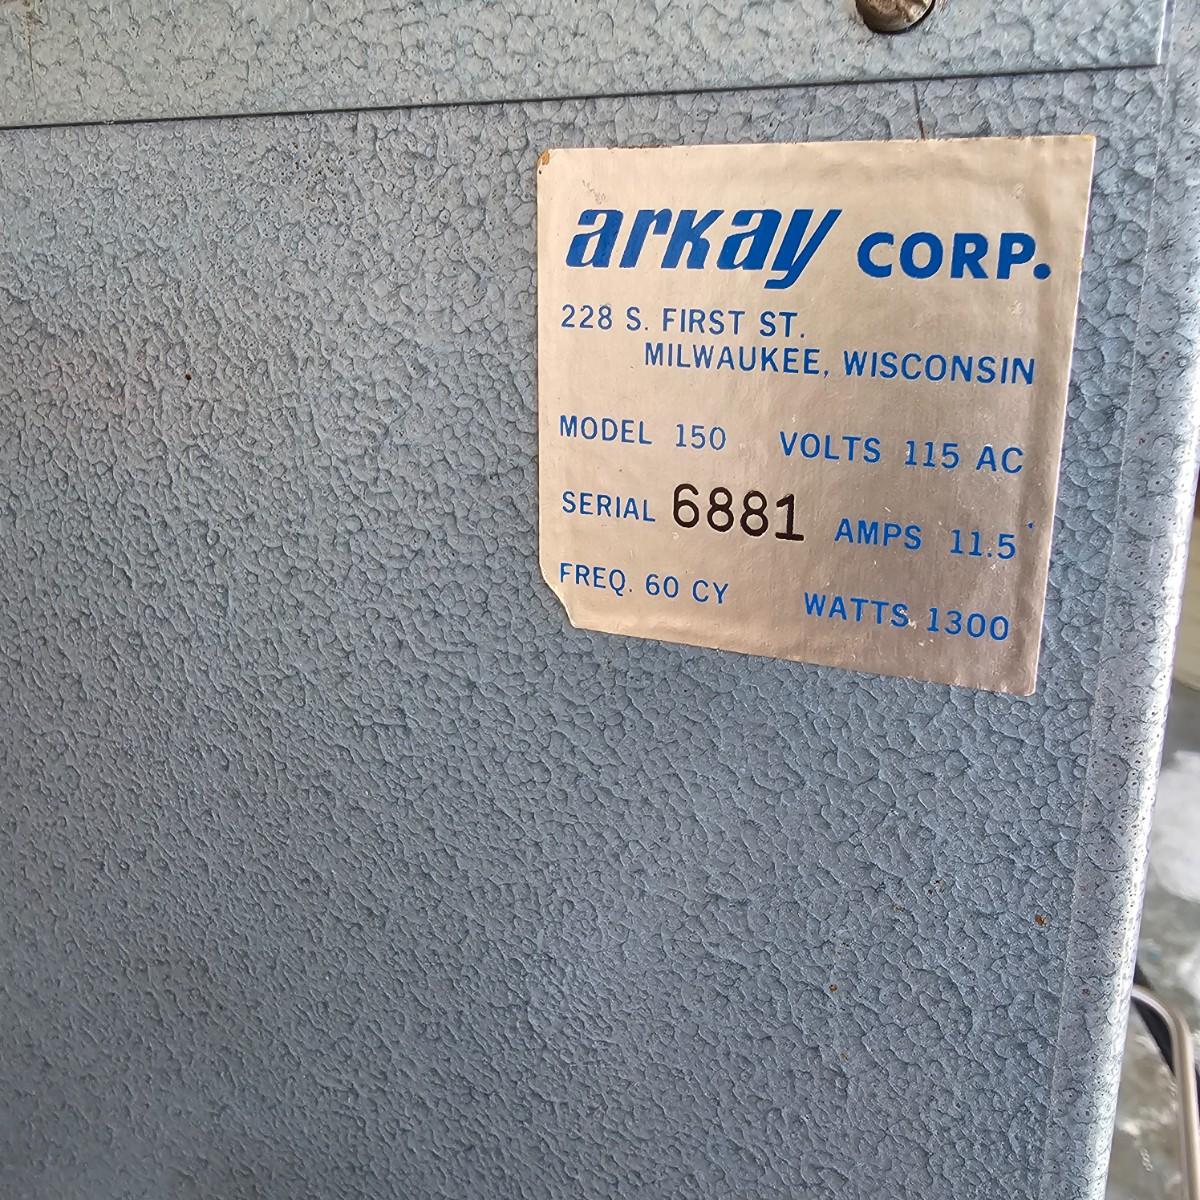 arkay CORP.
228 S. FIRST ST.
MILWAUKEE, WISCONSIN
MODEL 150 VOLTS 115 AC
SERIAL 6881 AMPS 11.5
FREQ. 60 CY WATTS 1300